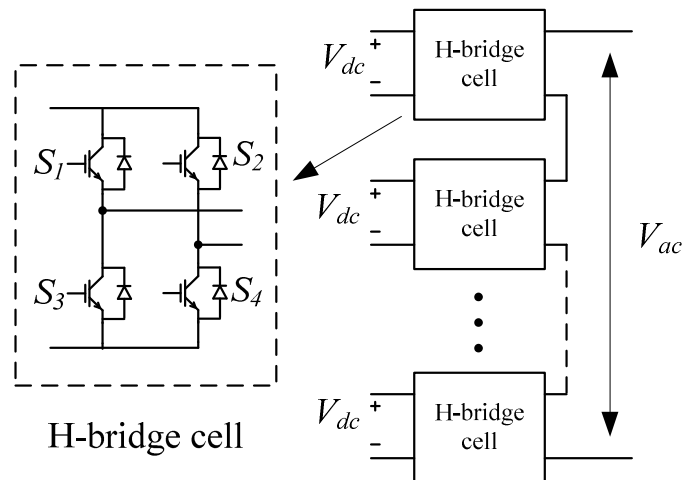 S1
S2
S3
S4
H-bridge cell
Vdc
+
−
H-bridge
cell
Vdc
+
−
H-bridge
cell
Vac
Vdc
+
−
H-bridge
cell